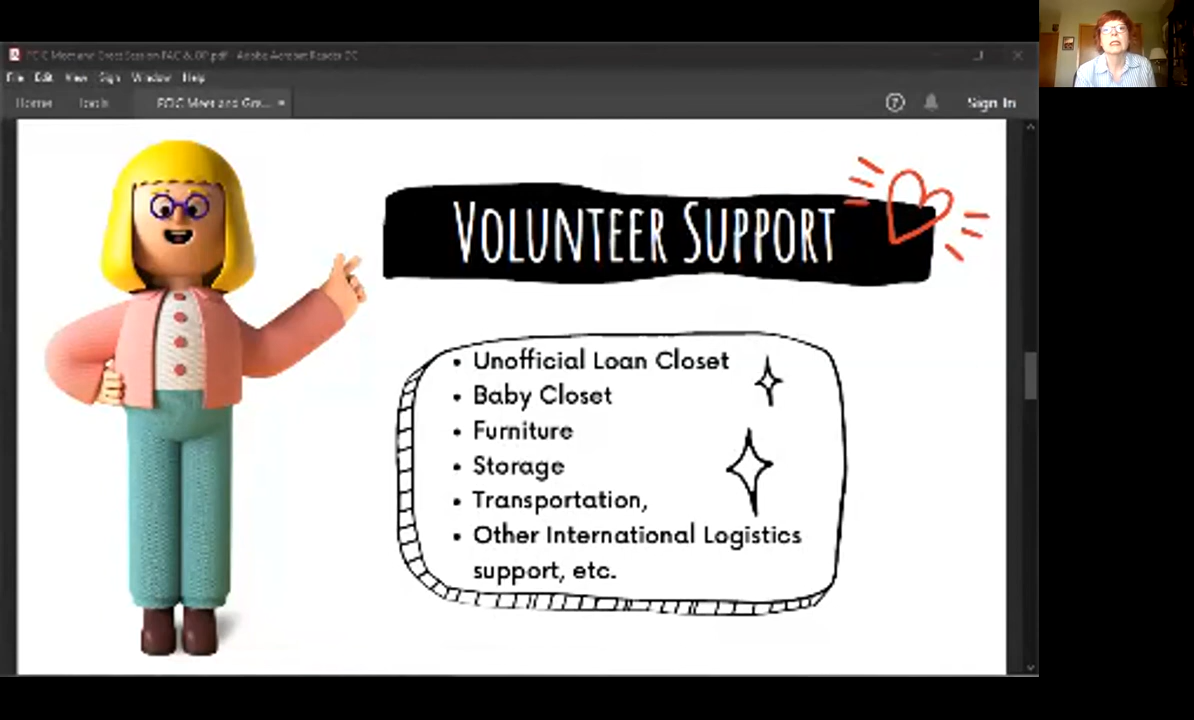 File Edit View Sign Window Help
Home Tools
Sign In
VOLUNTEER SUPPORT
• Unofficial Loan Closet
• Baby Closet
• Furniture
• Storage
• Transportation,
• Other International Logistics
support, etc.